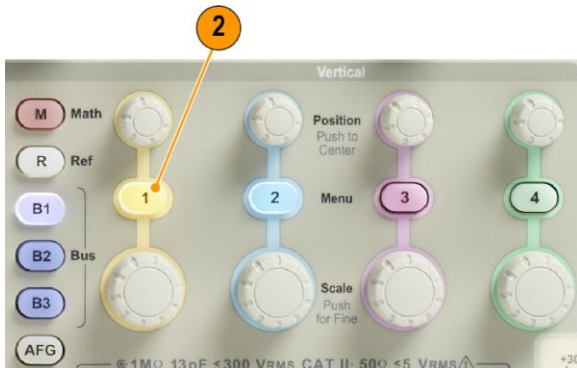 2
Vertical
M Math
Position
Push to
Center
R Ref
B1
1
2
Menu
3
4
B2 Bus
B3
Scale
Push
for Fine
AFG
1MΩ 13pF ≤300 VRMS CAT II; 50Ω ≤5 VRMS
+30